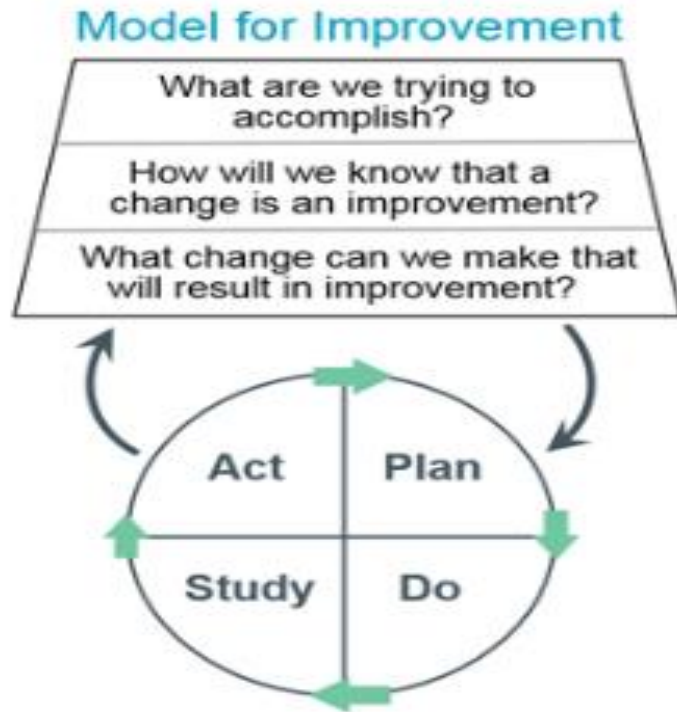 Model for Improvement
What are we trying to
accomplish?
How will we know that a
change is an improvement?
What change can we make that
will result in improvement?
Act
Plan
Study
Do